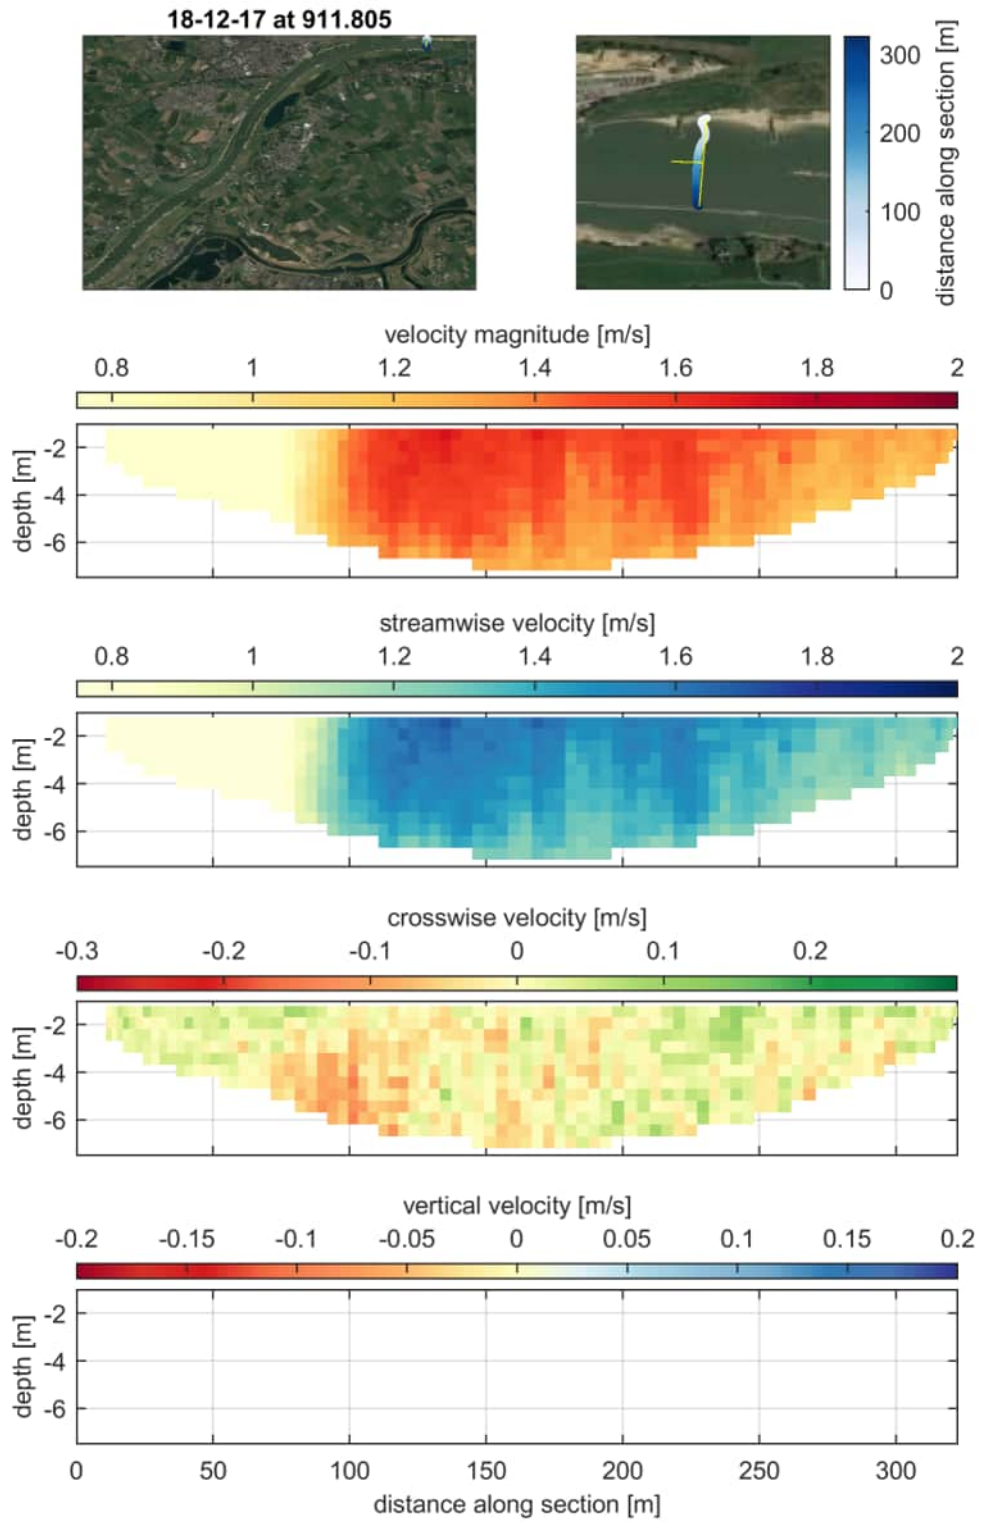 18-12-17 at 911.805
300
200
100
0
distance along section [m]
velocity magnitude [m/s]
0.8 1 1.2 1.4 1.6 1.8 2
-2
-4
-6
depth [m]
streamwise velocity [m/s]
0.8 1 1.2 1.4 1.6 1.8 2
-2
-4
-6
depth [m]
crosswise velocity [m/s]
-0.3 -0.2 -0.1 0 0.1 0.2
-2
-4
-6
depth [m]
vertical velocity [m/s]
-0.2 -0.15 -0.1 -0.05 0 0.05 0.1 0.15 0.2
-2
-4
-6
depth [m]
0 50 100 150 200 250 300
distance along section [m]